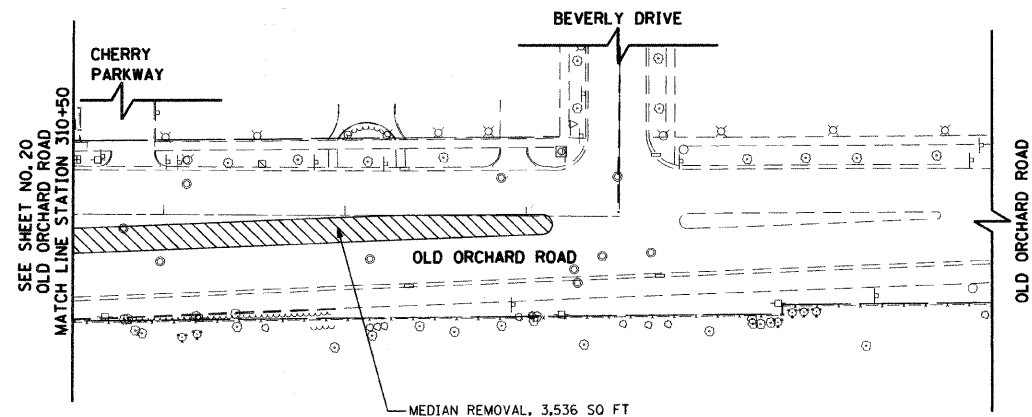 BEVERLY DRIVE
CHERRY
PARKWAY
SEE SHEET NO. 20
OLD ORCHARD ROAD
MATCH LINE STATION 310+50
OLD ORCHARD ROAD
OLD ORCHARD ROAD
MEDIAN REMOVAL, 3,536 SQ FT